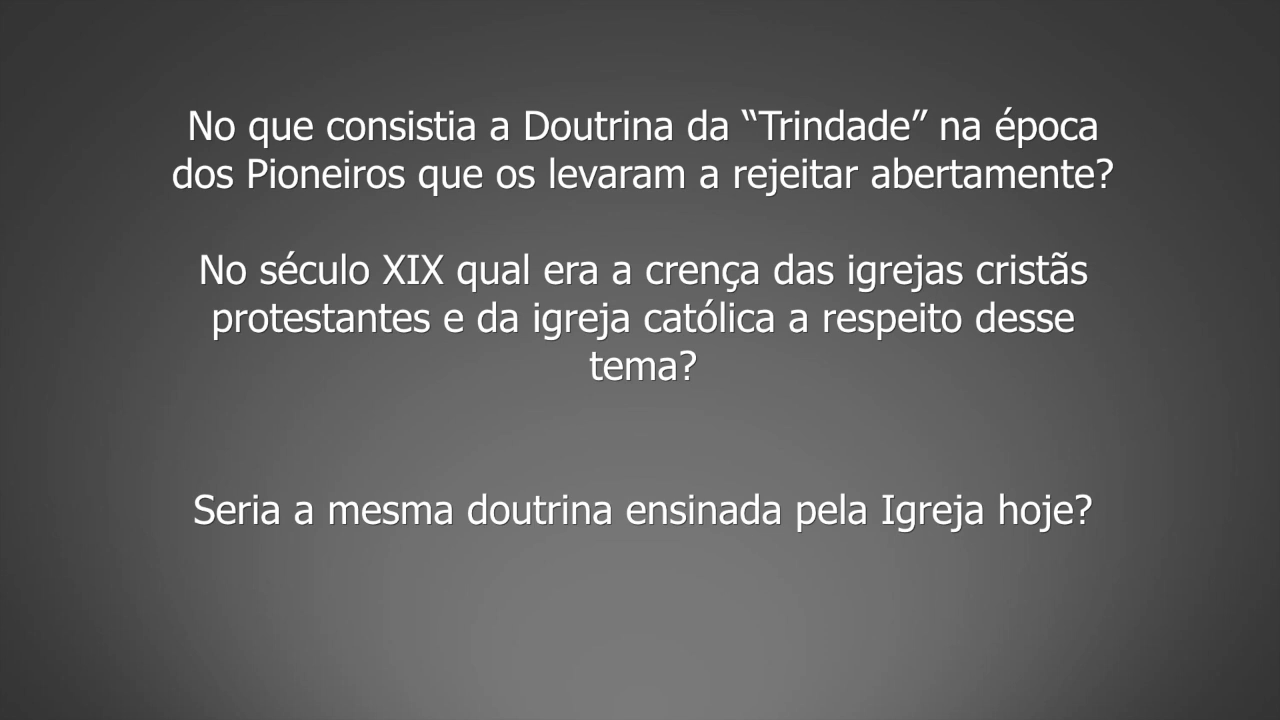 No que consistia a Doutrina da “Trindade” na época
dos Pioneiros que os levaram a rejeitar abertamente?
No século XIX qual era a crença das igrejas cristãs
protestantes e da igreja católica a respeito desse
tema?
Seria a mesma doutrina ensinada pela Igreja hoje?